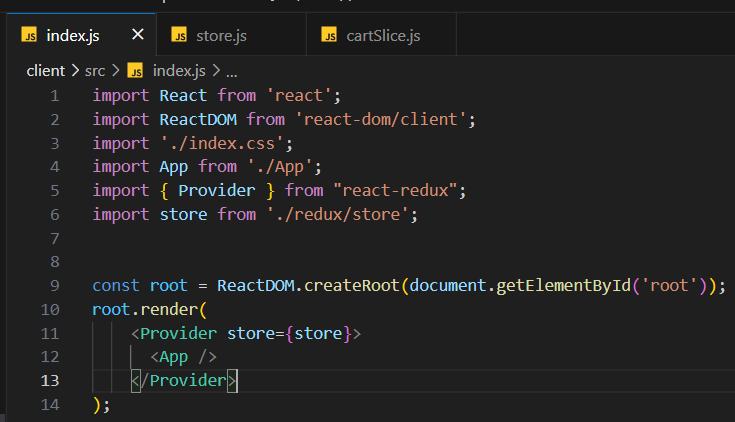 JS index.js × JS store.js JS cartSlice.js
client > src > JS index.js > ...
1 import React from 'react';
2 import ReactDOM from 'react-dom/client';
3 import './index.css';
4 import App from './App';
5 import { Provider } from "react-redux";
6 import store from './redux/store';
7
8
9 const root = ReactDOM.createRoot(document.getElementById('root'));
10 root.render(
11 <Provider store={store}>
12 <App />
13 </Provider>
14 );